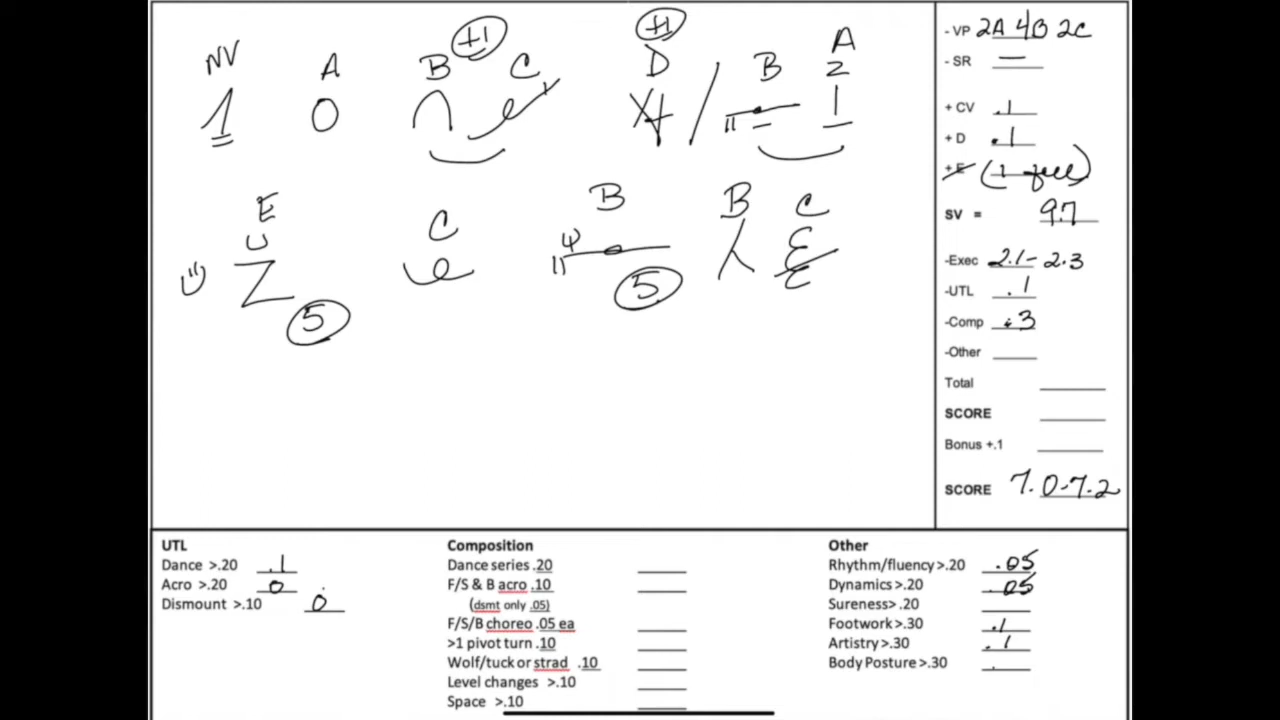 +1 +1
NV A B C D B A
E C B B C
5 5
- VP 2A 4B 2C
- SR —
+ CV .1
+ D .1
+ E (1 fall)
SV = 9.7
-Exec 2.1-2.3
-UTL .1
-Comp .3
-Other
Total
SCORE
Bonus +.1
SCORE 7.0-7.2
UTL
Dance >.20 .1
Acro >.20 0
Dismount >.10 0
Composition
Dance series .20
F/S & B acro .10
(dsmt only .05)
F/S/B choreo .05 ea
>1 pivot turn .10
Wolf/tuck or strad .10
Level changes >.10
Space >.10
Other
Rhythm/fluency >.20 .05
Dynamics >.20 .05
Sureness> .20
Footwork >.30 .1
Artistry >.30 .1
Body Posture >.30